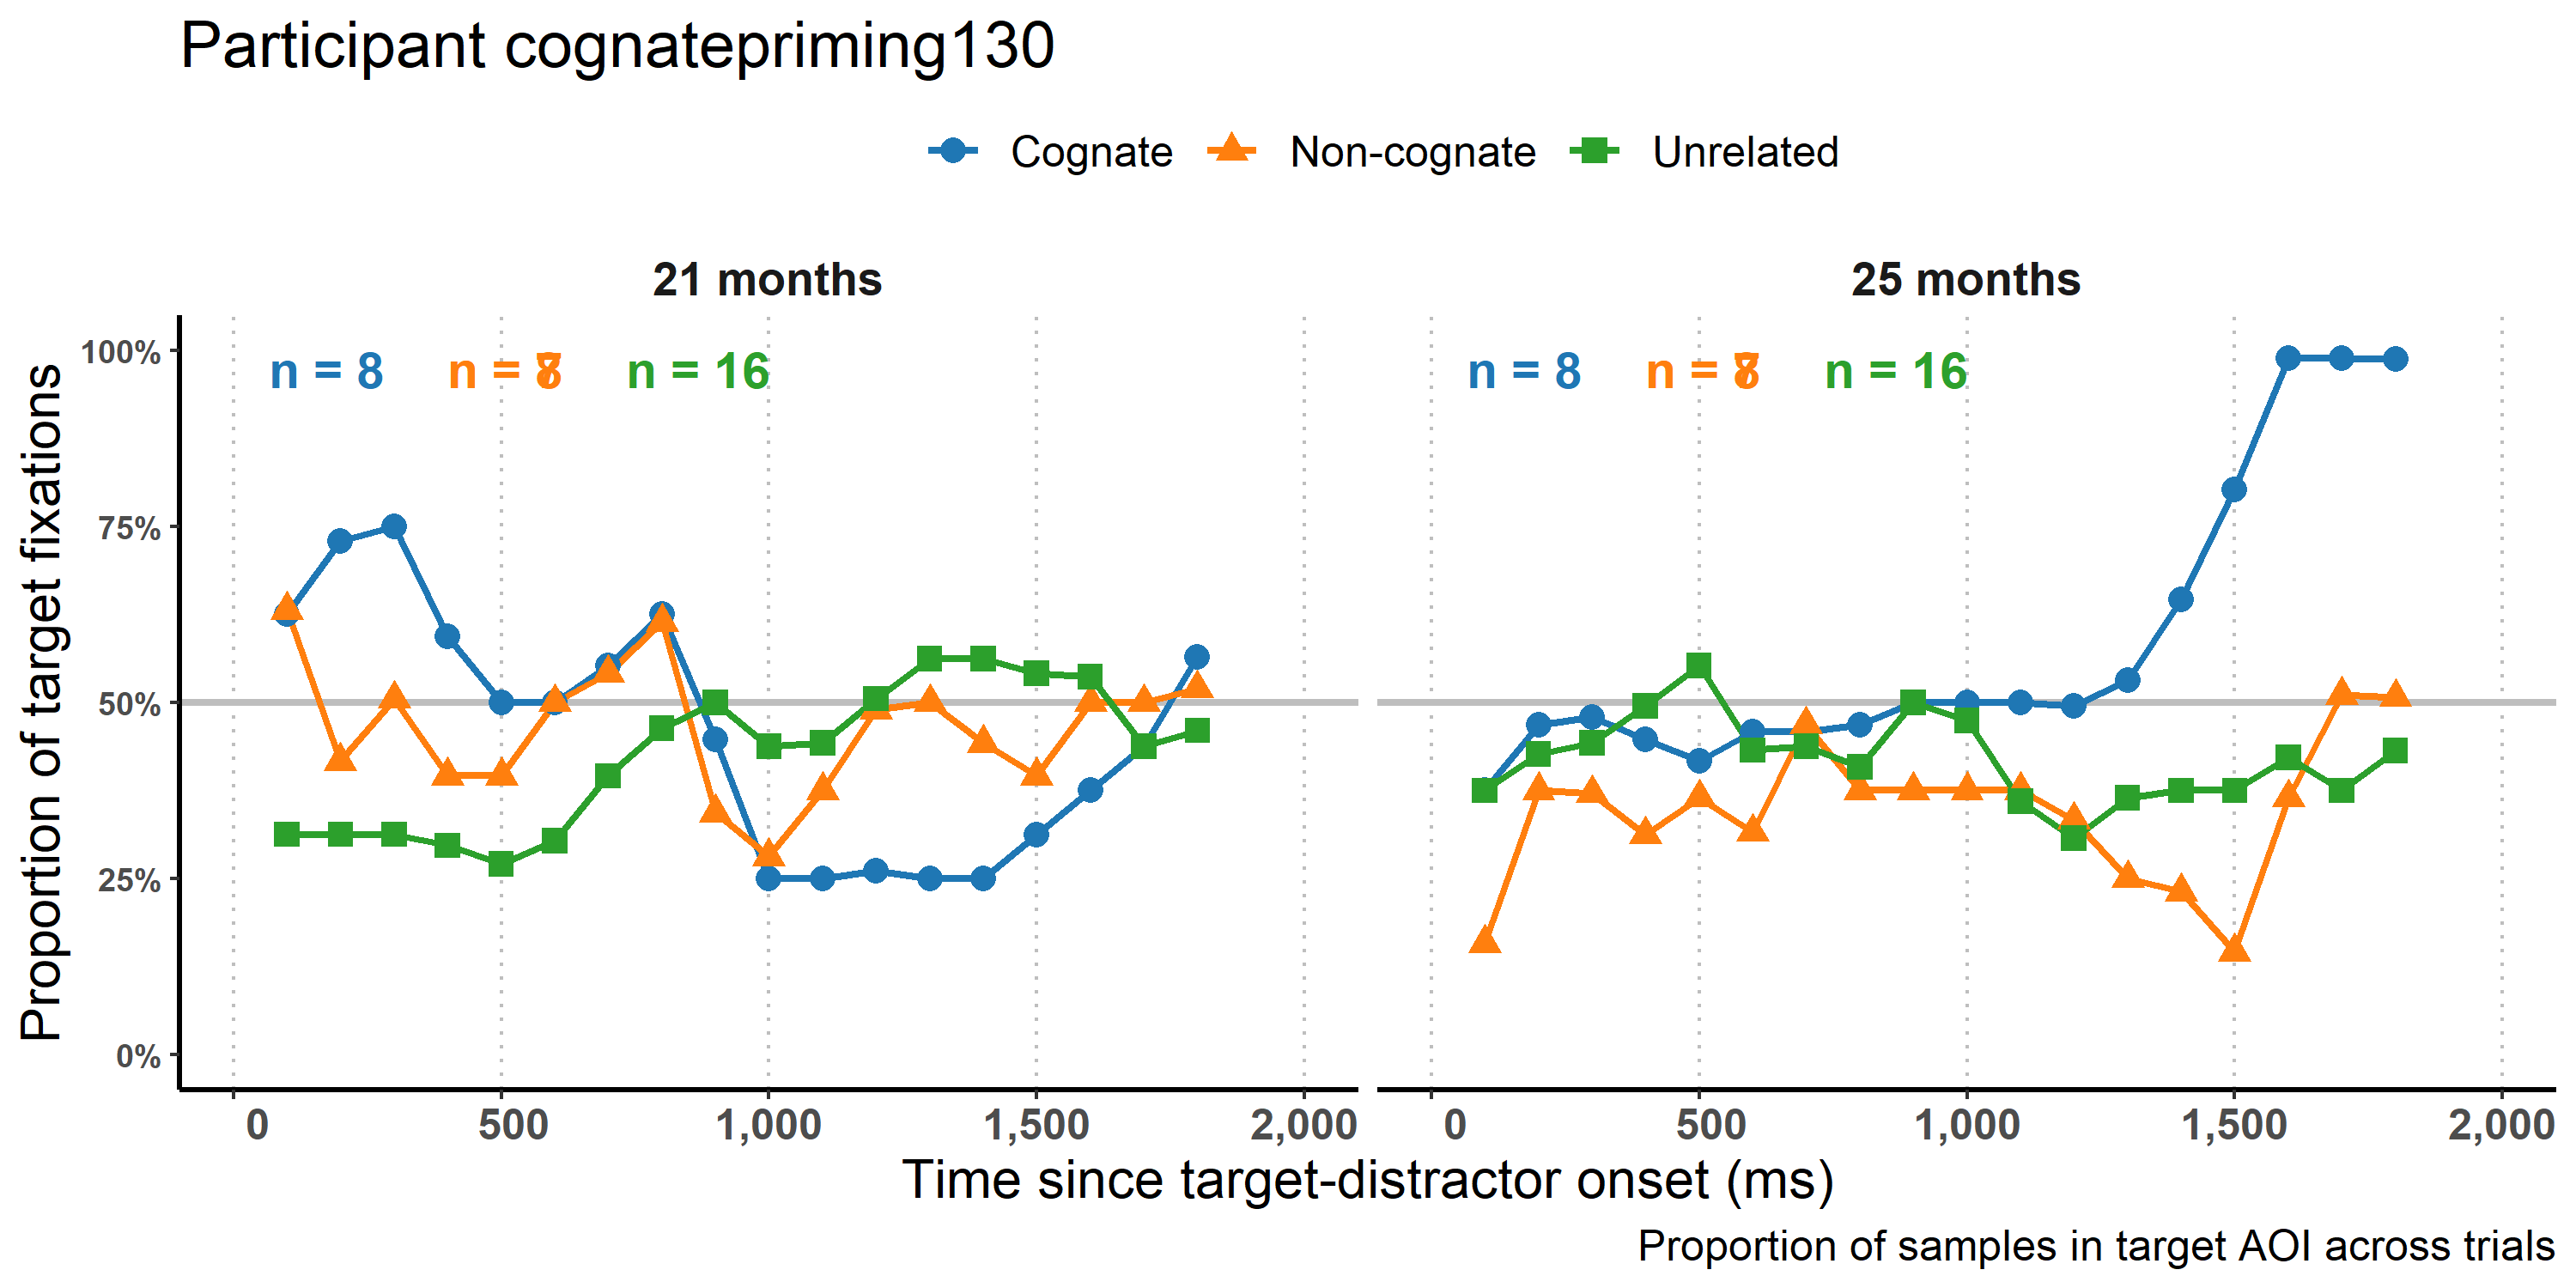 Participant cognatepriming130
Cognate Non-cognate Unrelated
21 months 25 months
Proportion of target fixations
100%
75%
50%
25%
0%
n = 8 n = n = 16
n = 8 n = n = 16
0 500 1,000 1,500 2,000
0 500 1,000 1,500 2,000
Time since target-distractor onset (ms)
Proportion of samples in target AOI across trials